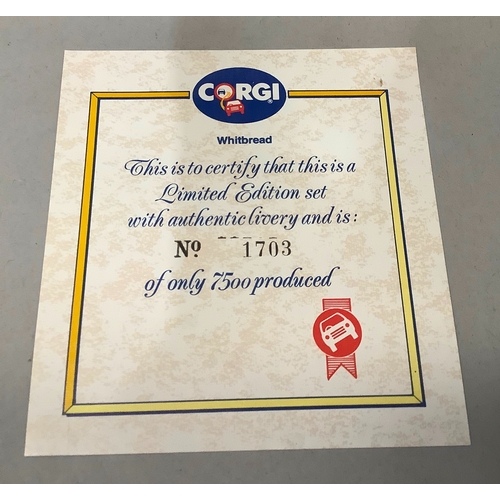 CORGI
Whitbread
This is to certify that this is a
Limited Edition set
with authentic livery and is:
No 1703
of only 7500 produced